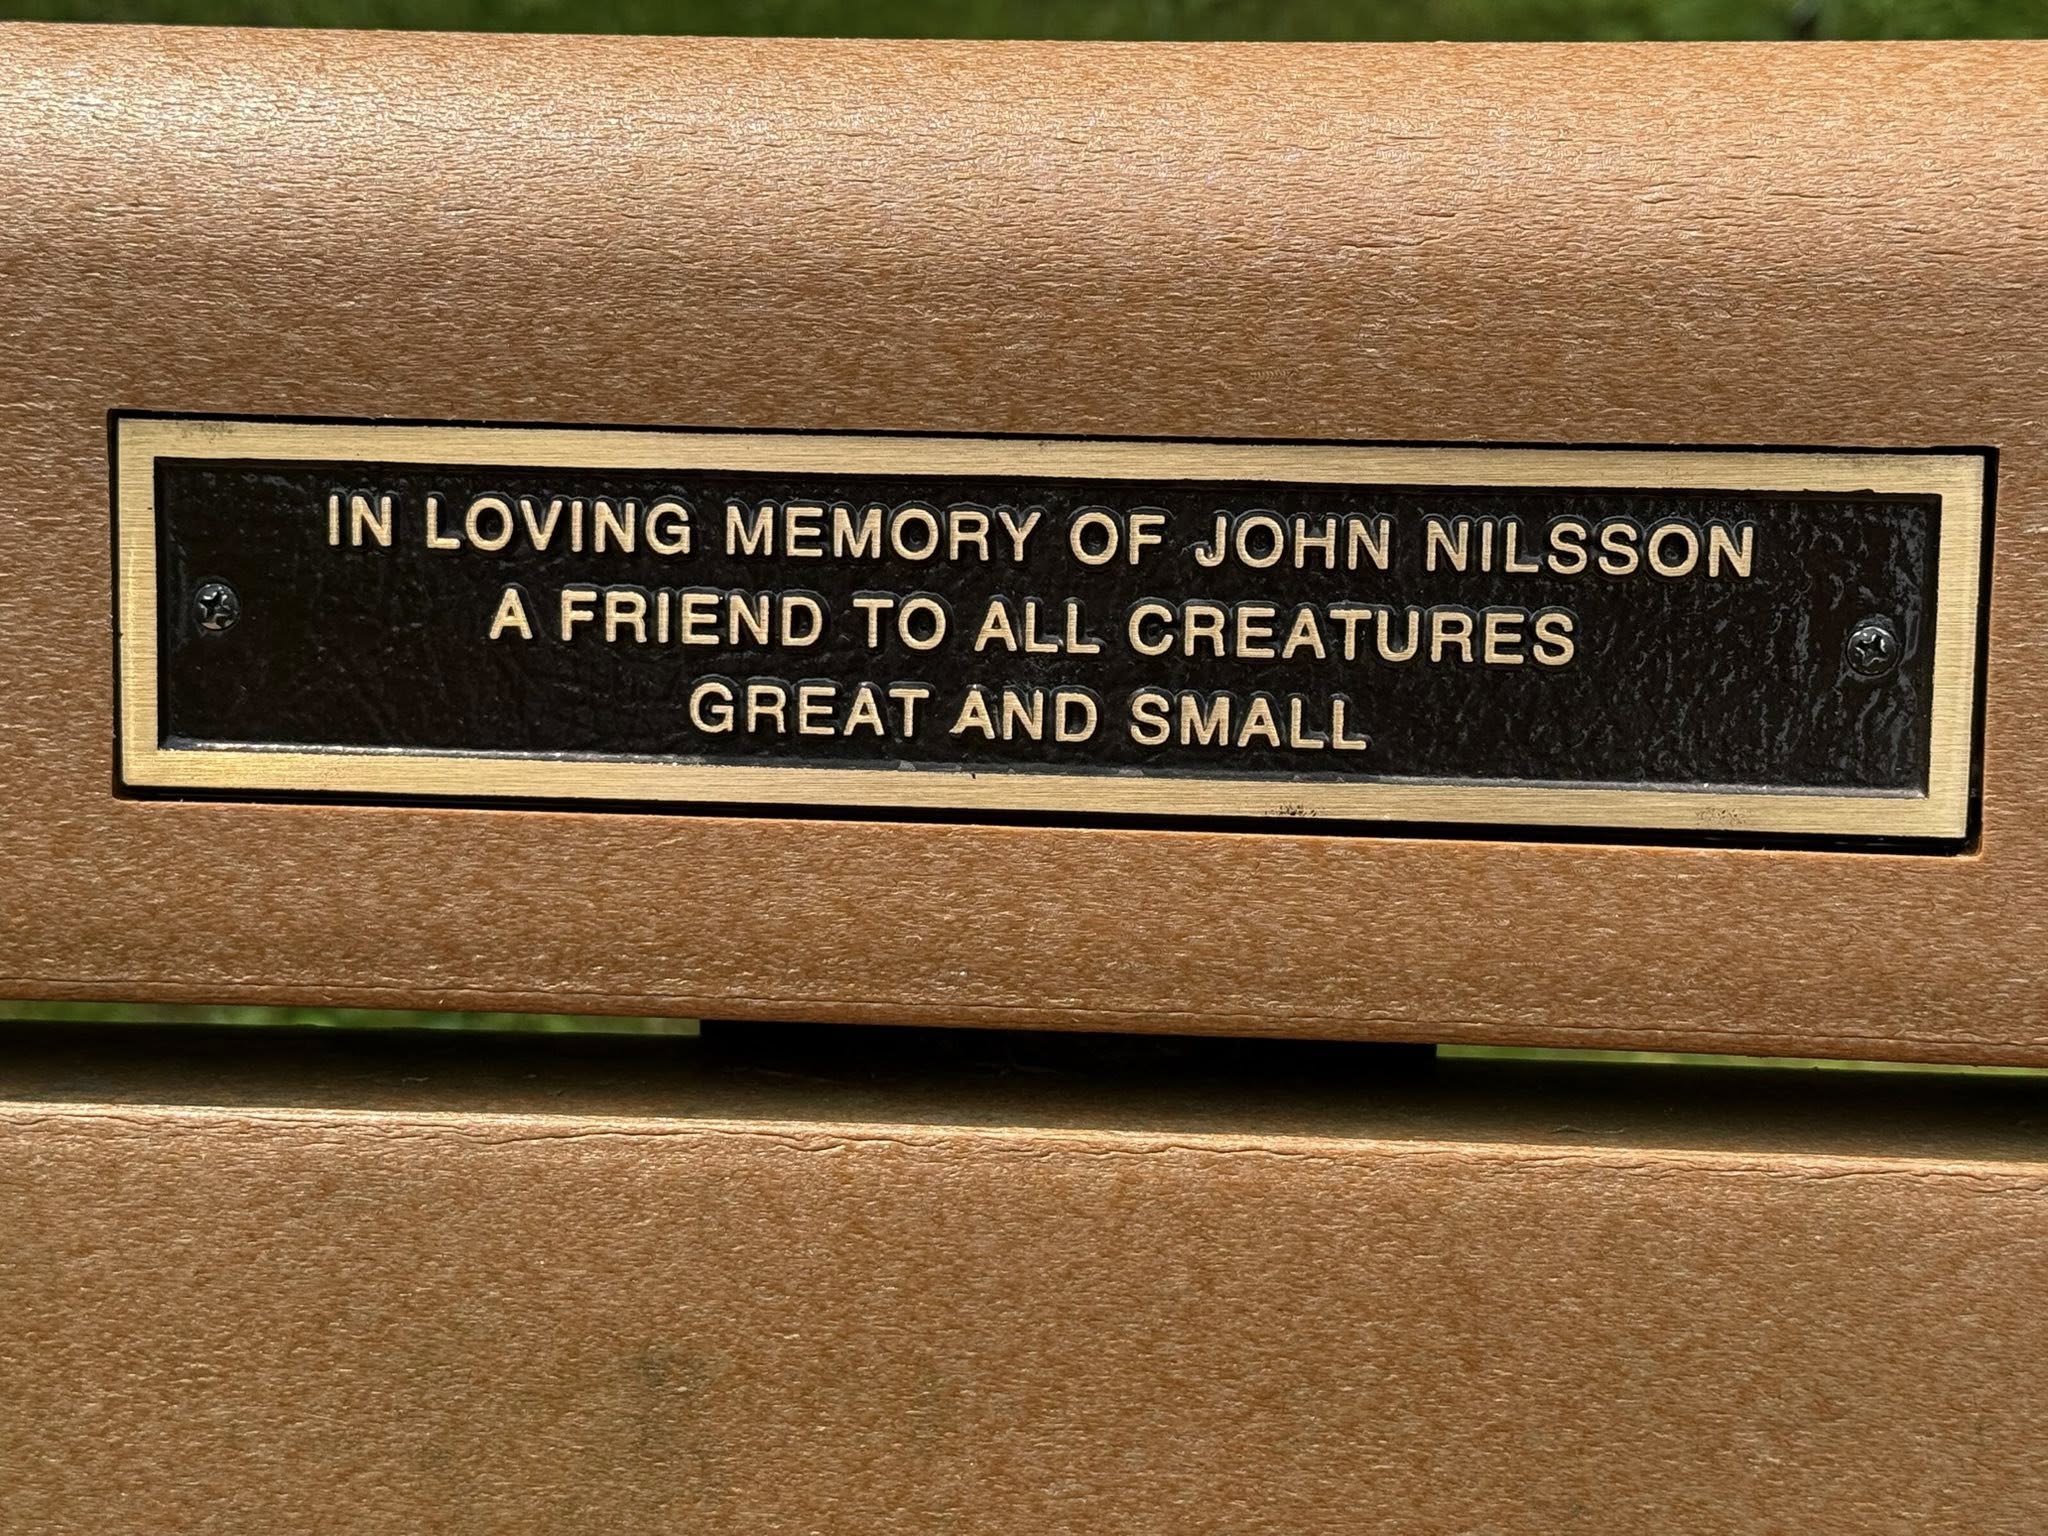 IN LOVING MEMORY OF JOHN NILSSON
A FRIEND TO ALL CREATURES
GREAT AND SMALL